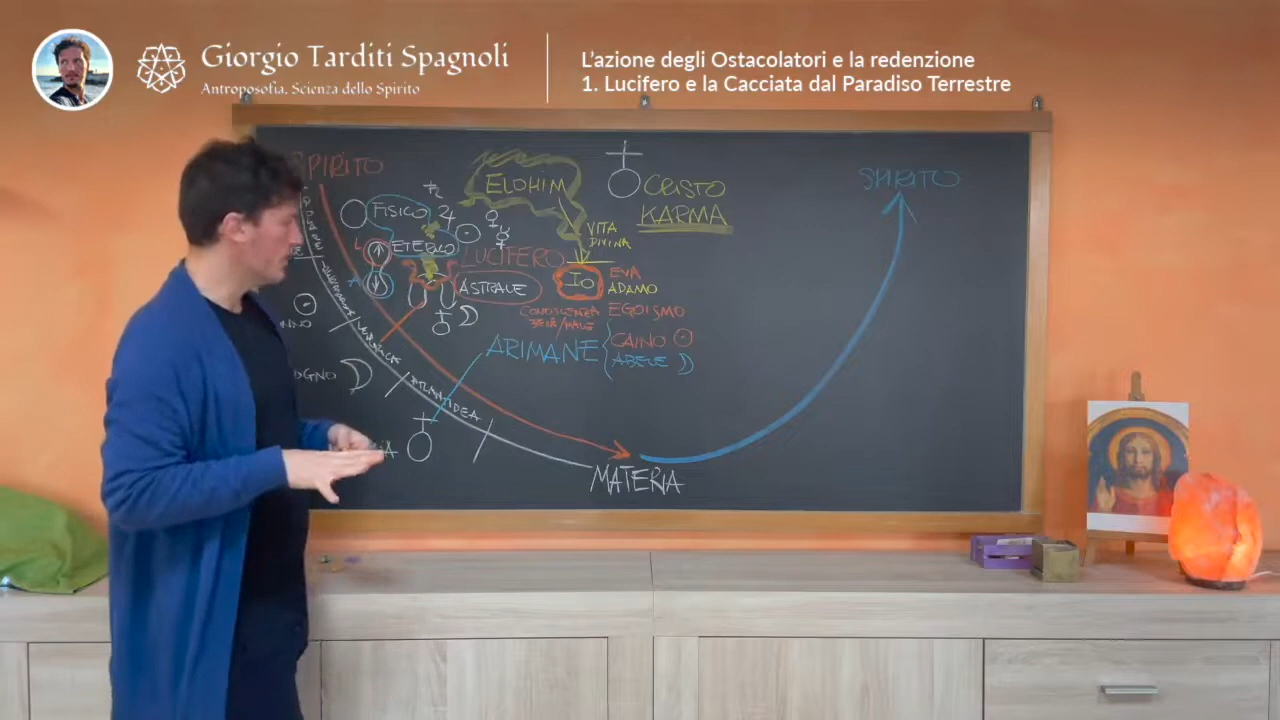 Giorgio Tarditi Spagnoli
Antroposofia, Scienza dello Spirito
L'azione degli Ostacolatori e la redenzione
1. Lucifero e la Cacciata dal Paradiso Terrestre
SPIRITO
FISICO
ETERICO
LUCIFERO
ASTRALE
ELOHIM
CRISTO
KARMA
VITA
DIVINA
IO
EVA
ADAMO
CONOSCENZA
BENE/MALE
EGOISMO
CAINO
ABELE
ARIMANE
LEMURICA
ATLANTIDEA
MATERIA
SPIRITO